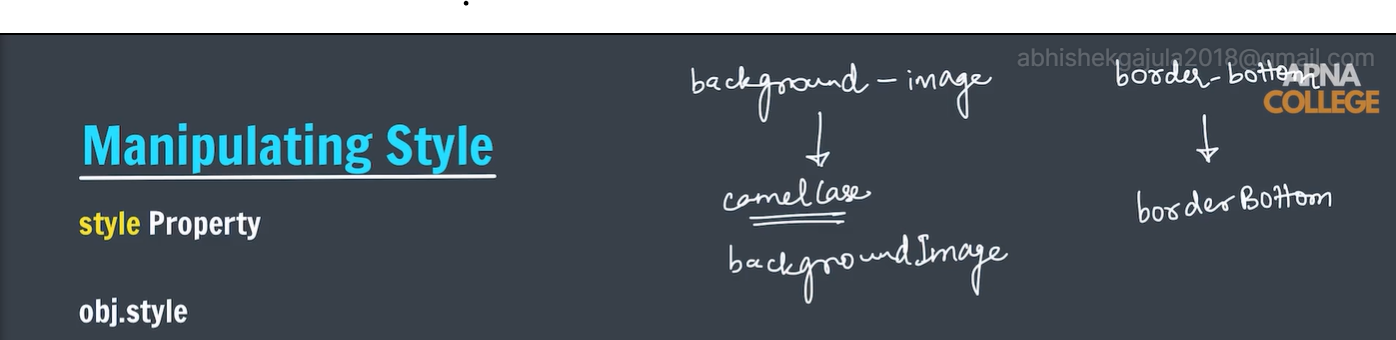 abhishekgajula2018@gmail.com
background - image
border - bottom
APNA
COLLEGE
Manipulating Style
camelCase
borderBottom
style Property
backgroundImage
obj.style